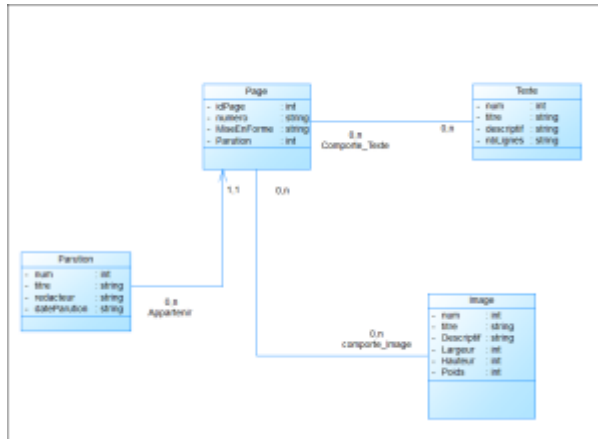 Page
- idPage : int
- numero : string
- MiseEnForme : string
- Parution : int
Texte
- num : int
- titre : string
- descriptif : string
- nbLignes : string
0,n
Comporte_Texte
0,n
1,1
0,n
Parution
- num : int
- titre : string
- redacteur : string
- dateParution : string
0,n
Appartenir
Image
- num : int
- titre : string
- Descriptif : string
- Largeur : int
- Hauteur : int
- Poids : int
0,n
comporte_image